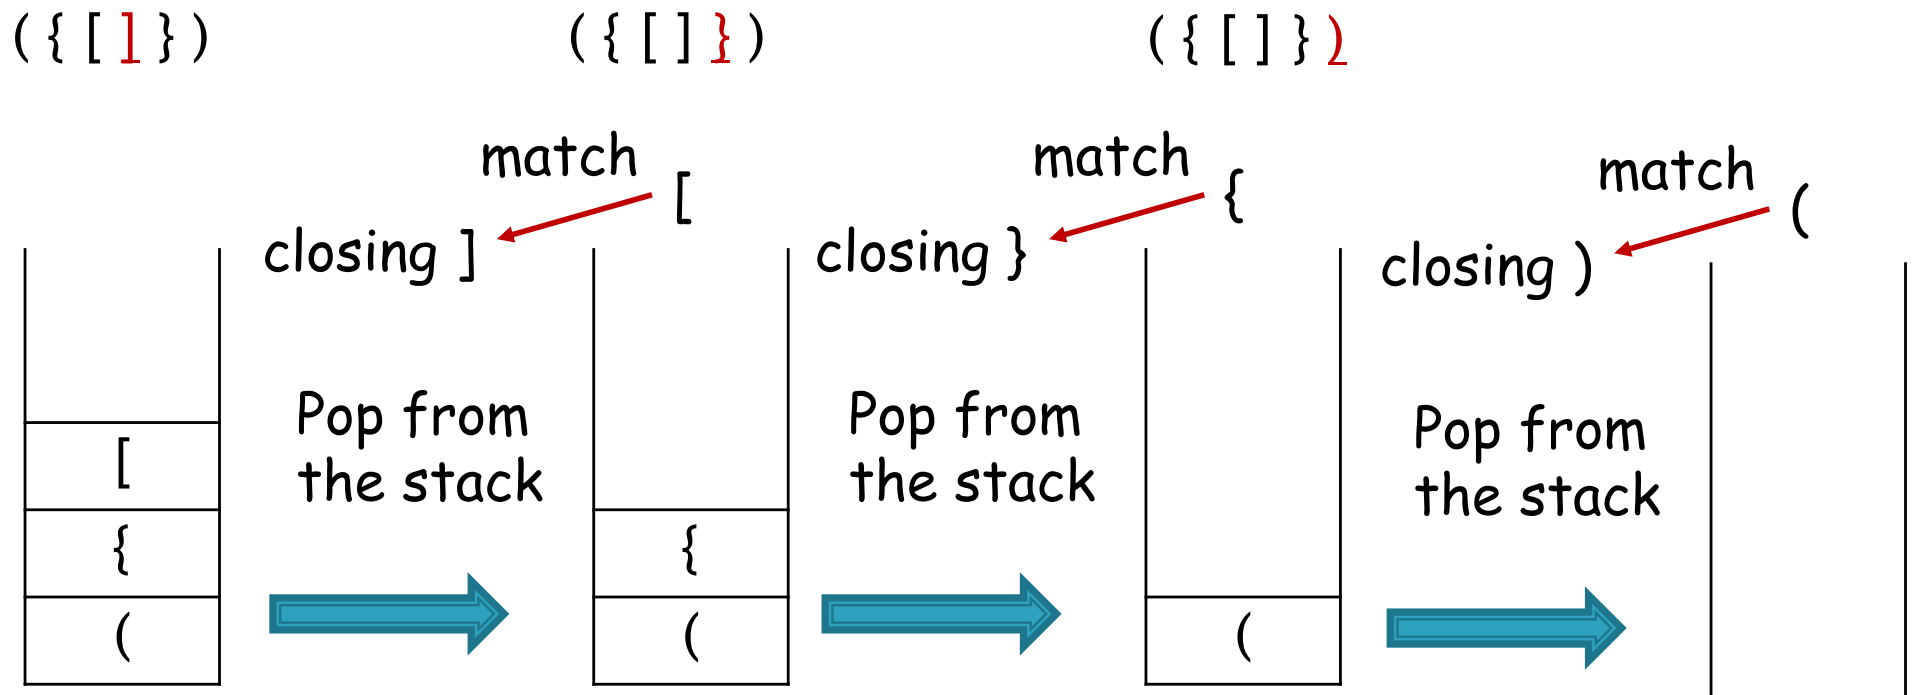 ( { [ ] } )
( { [ ] } )
( { [ ] } )
match [
closing ]
match {
closing }
match (
closing )
Pop from
the stack
Pop from
the stack
Pop from
the stack
[
{
(
{
(
(